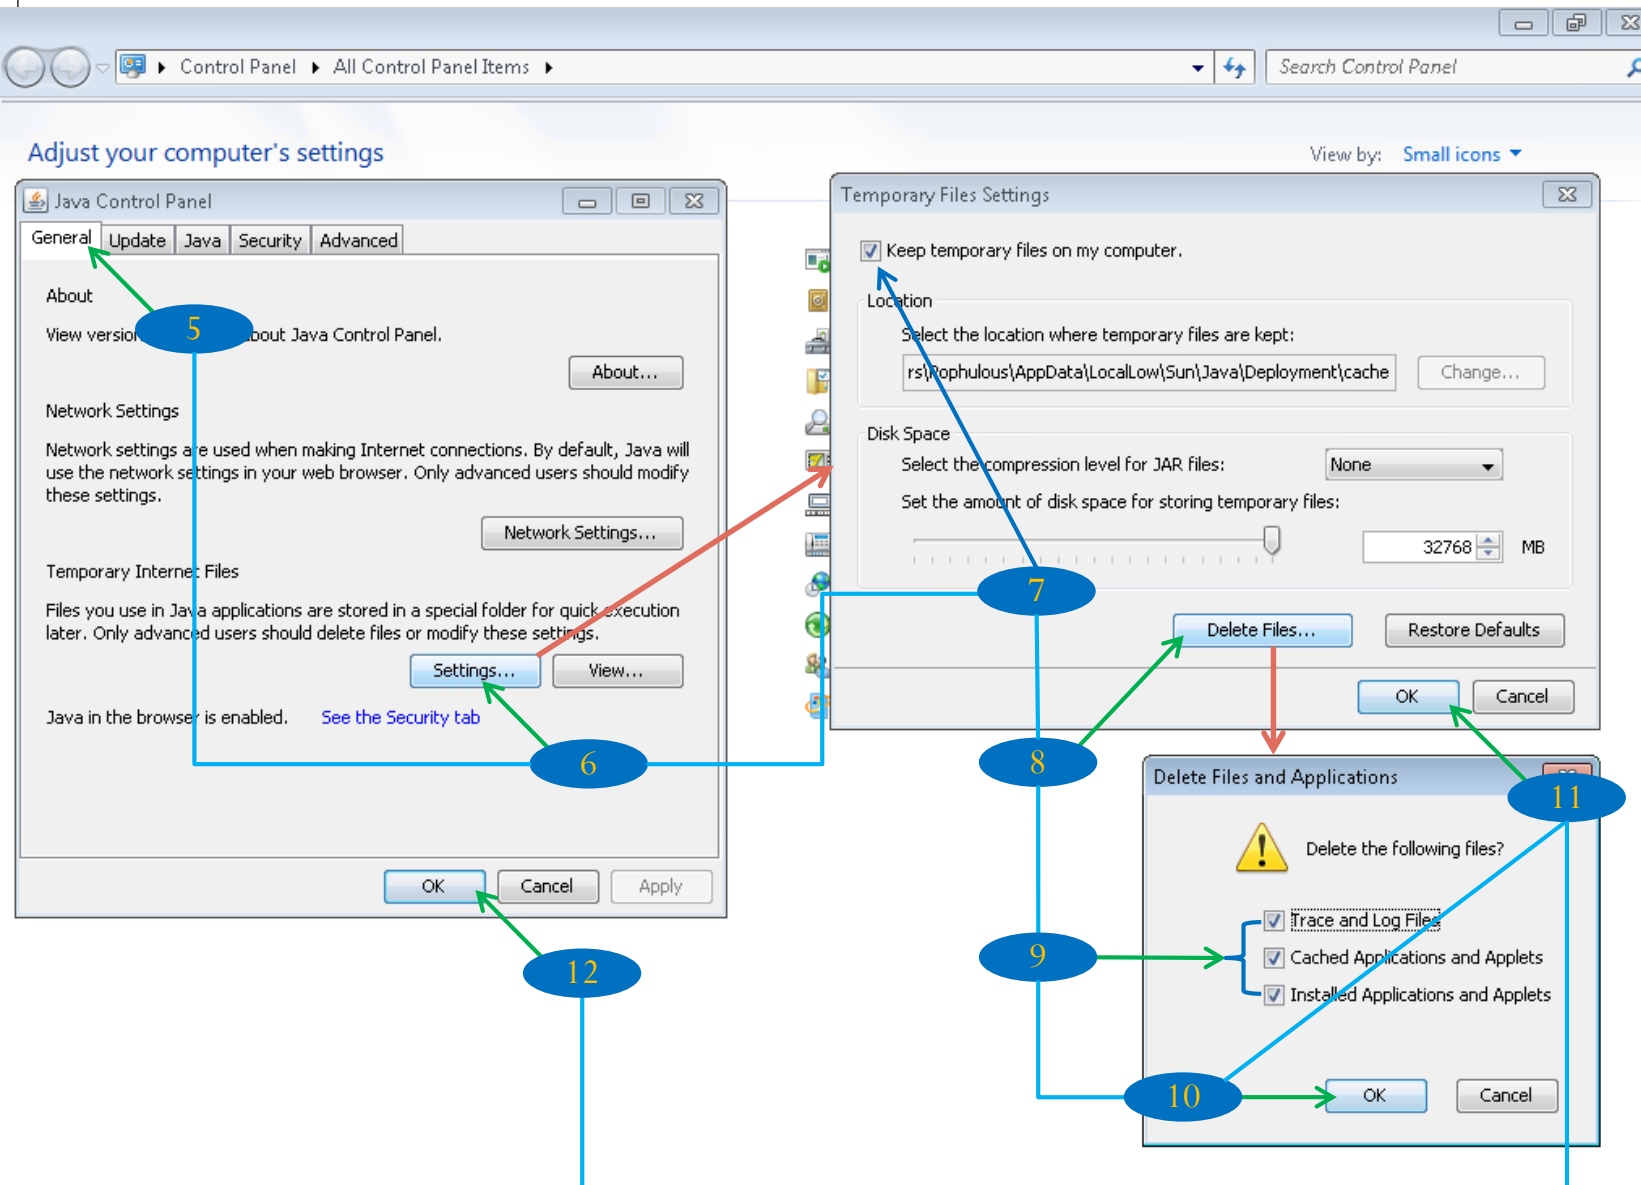 Control Panel
All Control Panel Items
Search Control Panel
Adjust your computer's settings
View by:
Small icons
Java Control Panel
General
Update
Java
Security
Advanced
About
View
5
bout Java Control Panel.
About...
Network Settings
Network settings are used when making Internet connections. By default, Java will
use the network settings in your web browser. Only advanced users should modify
these settings.
Network Settings...
Temporary Internet Files
Files you use in Java applications are stored in a special folder for quick execution
later. Only advanced users should delete files or modify these settings.
Settings...
View...
Java in the browser is enabled.
See the Security tab
6
OK
Cancel
Apply
12
Temporary Files Settings
Keep temporary files on my computer.
Location
Select the location where temporary files are kept:
rs\Rophulous\AppData\LocalLow\Sun\Java\Deployment\cache
Change...
Disk Space
Select the compression level for JAR files:
None
Set the amount of disk space for storing temporary files:
32768
MB
7
Delete Files...
Restore Defaults
OK
Cancel
8
Delete Files and Applications
11
Delete the following files?
Trace and Log Files
9
Cached Applications and Applets
Installed Applications and Applets
10
OK
Cancel